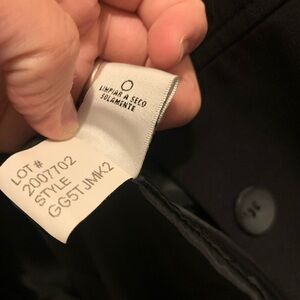 LIMPIAR A SECO
SOLAMENTE
LOT #
2007702
STYLE
GG5TJMK2